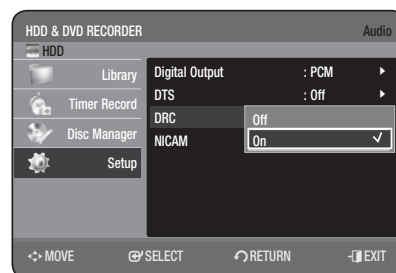 HDD & DVD RECORDER Audio
HDD
Library
Timer Record
Disc Manager
Setup
Digital Output : PCM
DTS : Off
DRC
NICAM
Off
On
MOVE SELECT RETURN EXIT